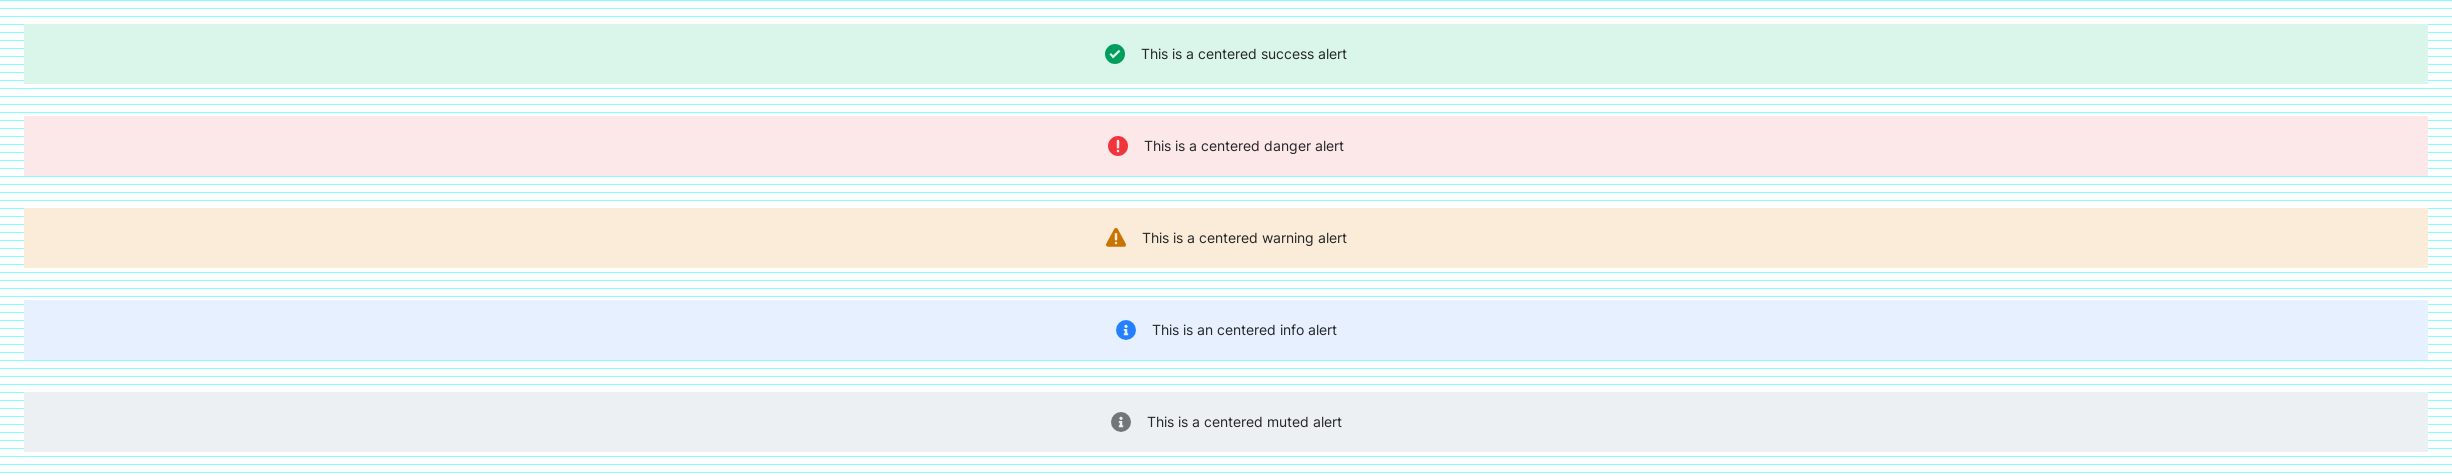 This is a centered success alert
This is a centered danger alert
This is a centered warning alert
This is an centered info alert
This is a centered muted alert